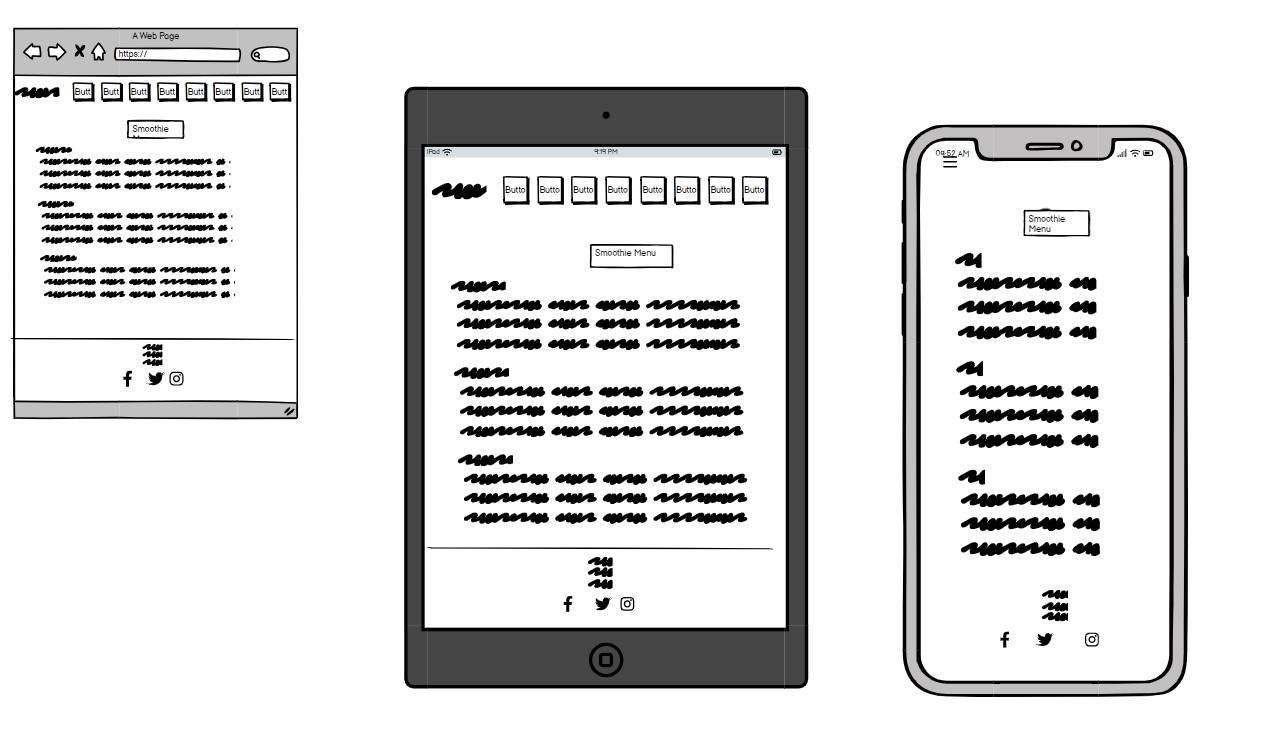 A Web Page
https://
Butt Butt Butt Butt Butt Butt Butt Butt
Smoothie
iPad 9:19 PM
Butto Butto Butto Butto Butto Butto Butto Butto
Smoothie Menu
09:52 AM
Smoothie
Menu